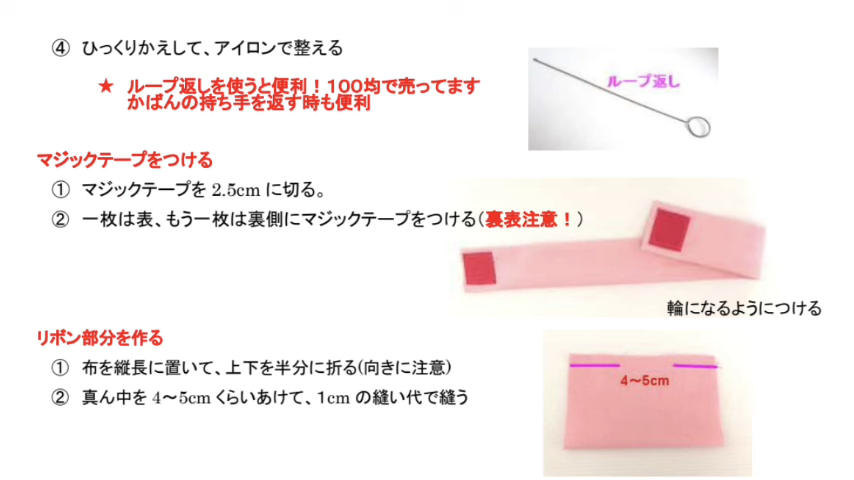 ④ ひっくりかえして、アイロンで整える
★ ループ返しを使うと便利！１００均で売ってます
かばんの持ち手を返す時も便利
ループ返し
マジックテープをつける
① マジックテープを 2.5cm に切る。
② 一枚は表、もう一枚は裏側にマジックテープをつける（裏表注意！）
輪になるようにつける
リボン部分を作る
① 布を縦長に置いて、上下を半分に折る(向きに注意)
② 真ん中を 4～5cm くらいあけて、1cm の縫い代で縫う
4～5cm